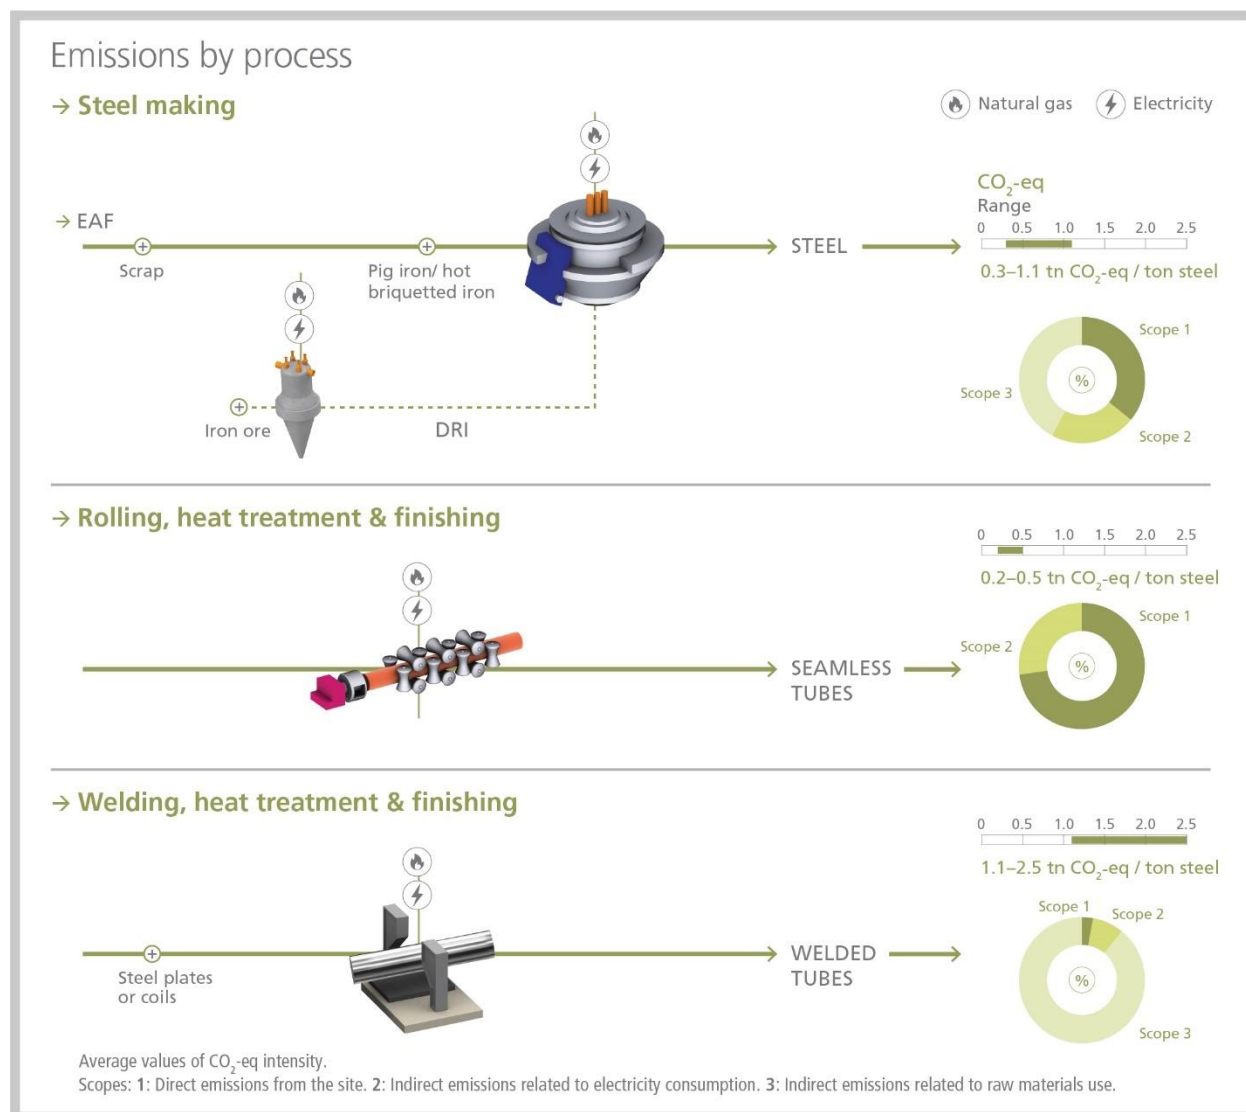 Emissions by process
→ Steel making
Natural gas
Electricity
→ EAF
Scrap
Pig iron/ hot
briquetted iron
STEEL
CO₂-eq
Range
0 0.5 1.0 1.5 2.0 2.5
0.3–1.1 tn CO₂-eq / ton steel
Iron ore
DRI
Scope 1
Scope 3
%
Scope 2
→ Rolling, heat treatment & finishing
0 0.5 1.0 1.5 2.0 2.5
0.2–0.5 tn CO₂-eq / ton steel
SEAMLESS
TUBES
Scope 1
Scope 2
%
→ Welding, heat treatment & finishing
0 0.5 1.0 1.5 2.0 2.5
1.1–2.5 tn CO₂-eq / ton steel
Steel plates
or coils
WELDED
TUBES
Scope 1
Scope 2
%
Scope 3
Average values of CO₂-eq intensity.
Scopes: 1: Direct emissions from the site. 2: Indirect emissions related to electricity consumption. 3: Indirect emissions related to raw materials use.